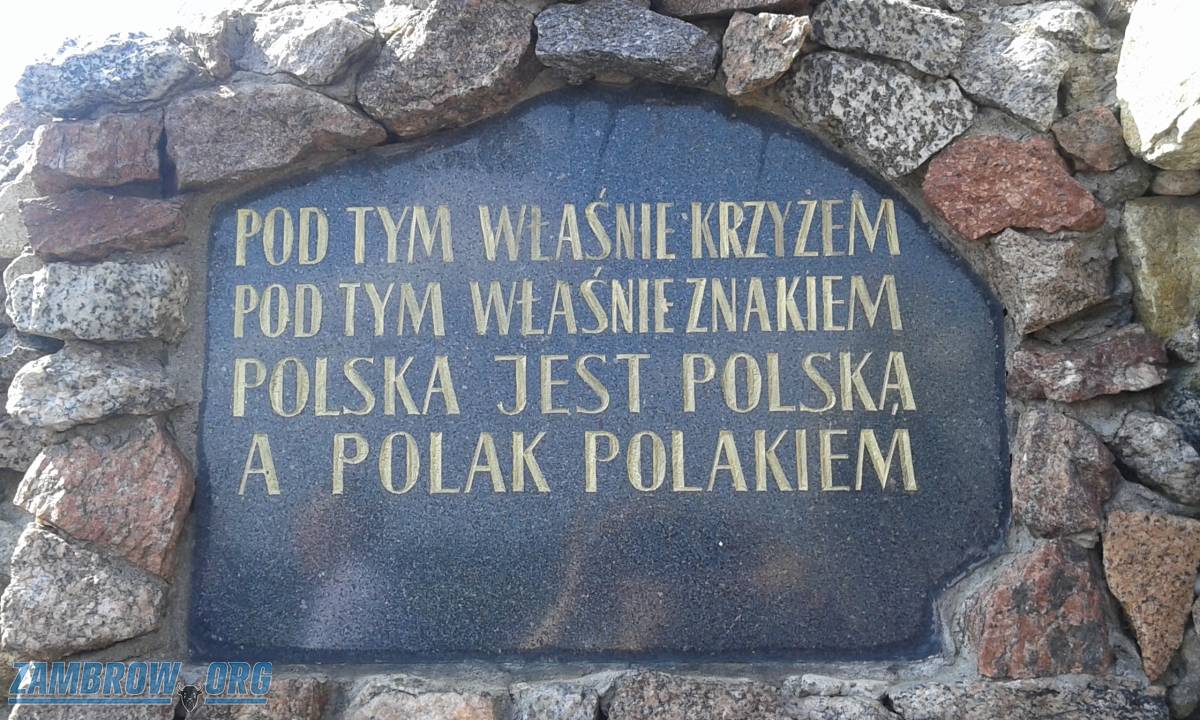 POD TYM WŁAŚNIE KRZYŻEM
POD TYM WŁAŚNIE ZNAKIEM
POLSKA JEST POLSKĄ
A POLAK POLAKIEM
ZAMBROW.ORG